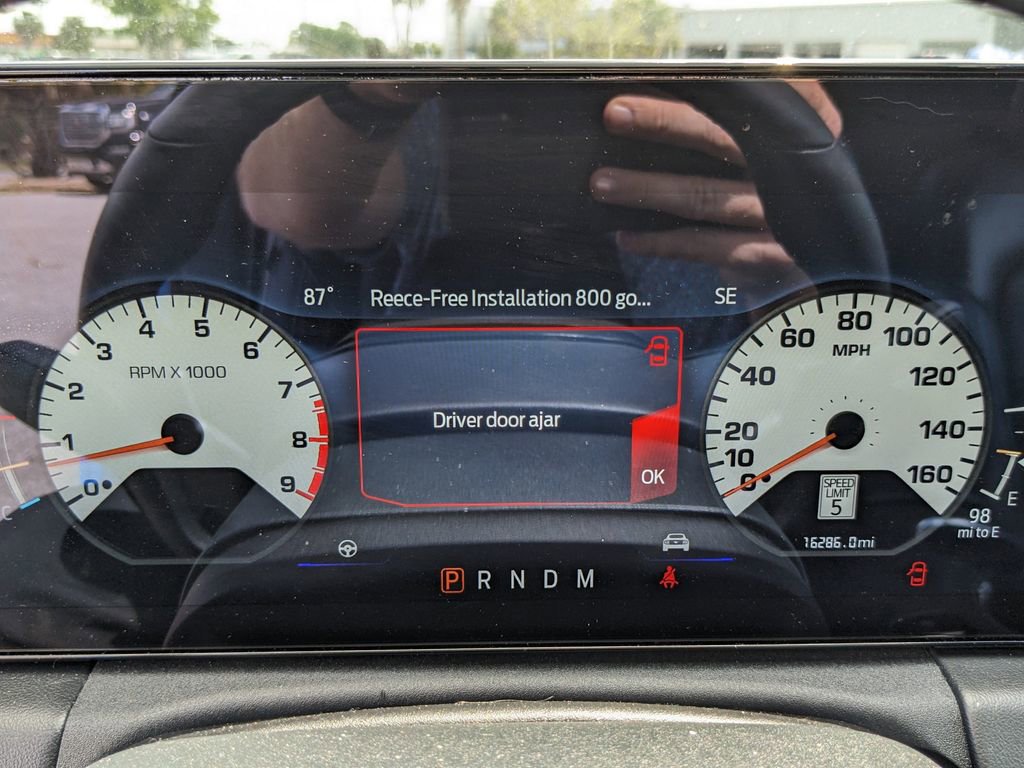 87° Reece-Free Installation 800 go... SE
Driver door ajar
OK
RPM X 1000
0 1 2 3 4 5 6 7 8 9
MPH
0 10 20 40 60 80 100 120 140 160
SPEED
LIMIT
5
16286.0mi
C
E
98
mi to E
P R N D M